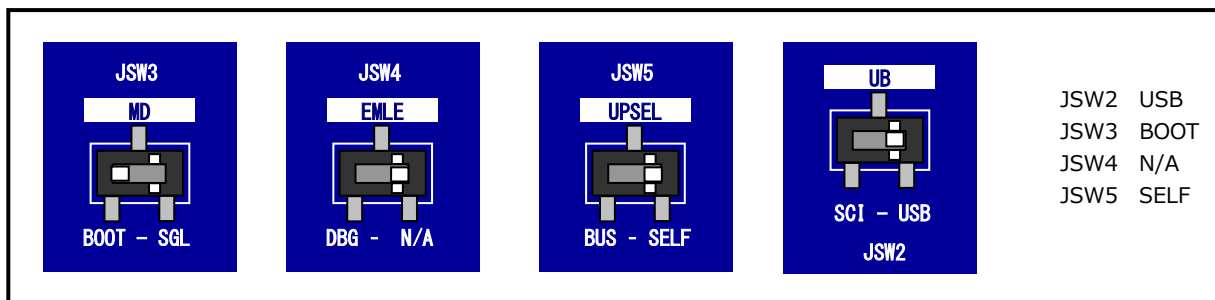 JSW3
MD
BOOT - SGL
JSW4
EMLE
DBG - N/A
JSW5
UPSEL
BUS - SELF
UB
SCI - USB
JSW2
JSW2 USB
JSW3 BOOT
JSW4 N/A
JSW5 SELF